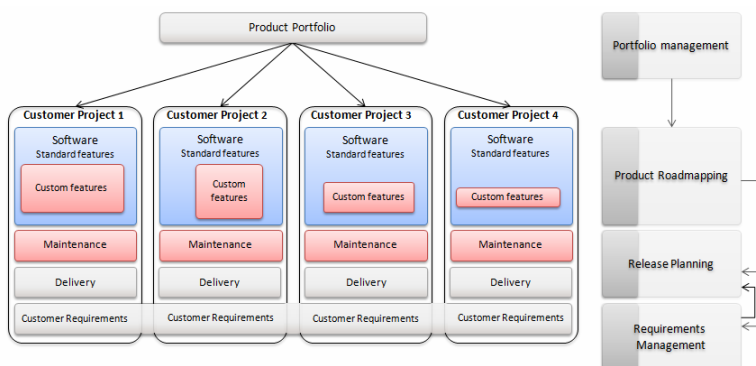 Product Portfolio
Portfolio management
Customer Project 1
Customer Project 2
Customer Project 3
Customer Project 4
Software
Standard features
Custom features
Software
Standard features
Custom
features
Software
Standard features
Custom features
Software
Standard features
Custom features
Product Roadmapping
Maintenance
Maintenance
Maintenance
Maintenance
Release Planning
Delivery
Delivery
Delivery
Delivery
Customer Requirements
Customer Requirements
Customer Requirements
Customer Requirements
Requirements
Management